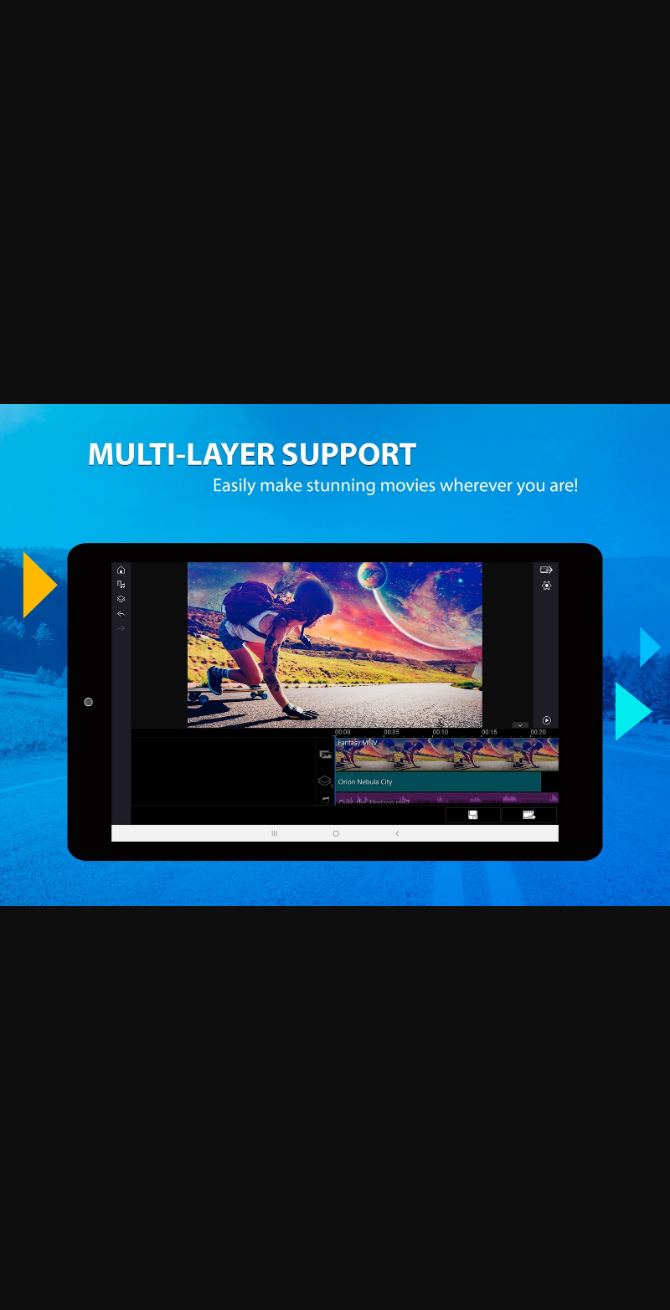 MULTI-LAYER SUPPORT
Easily make stunning movies wherever you are!
00:00 00:05 00:10 00:15 00:20
Orion Nebula City